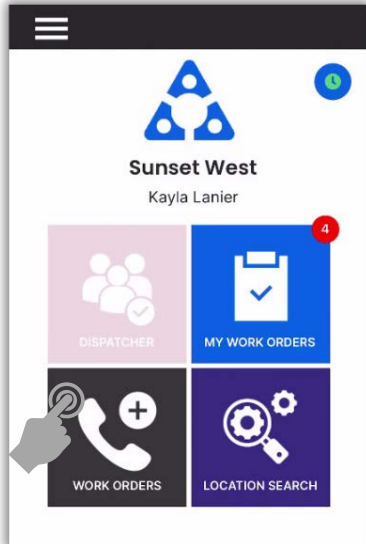 Sunset West
Kayla Lanier
4
DISPATCHER
MY WORK ORDERS
WORK ORDERS
LOCATION SEARCH